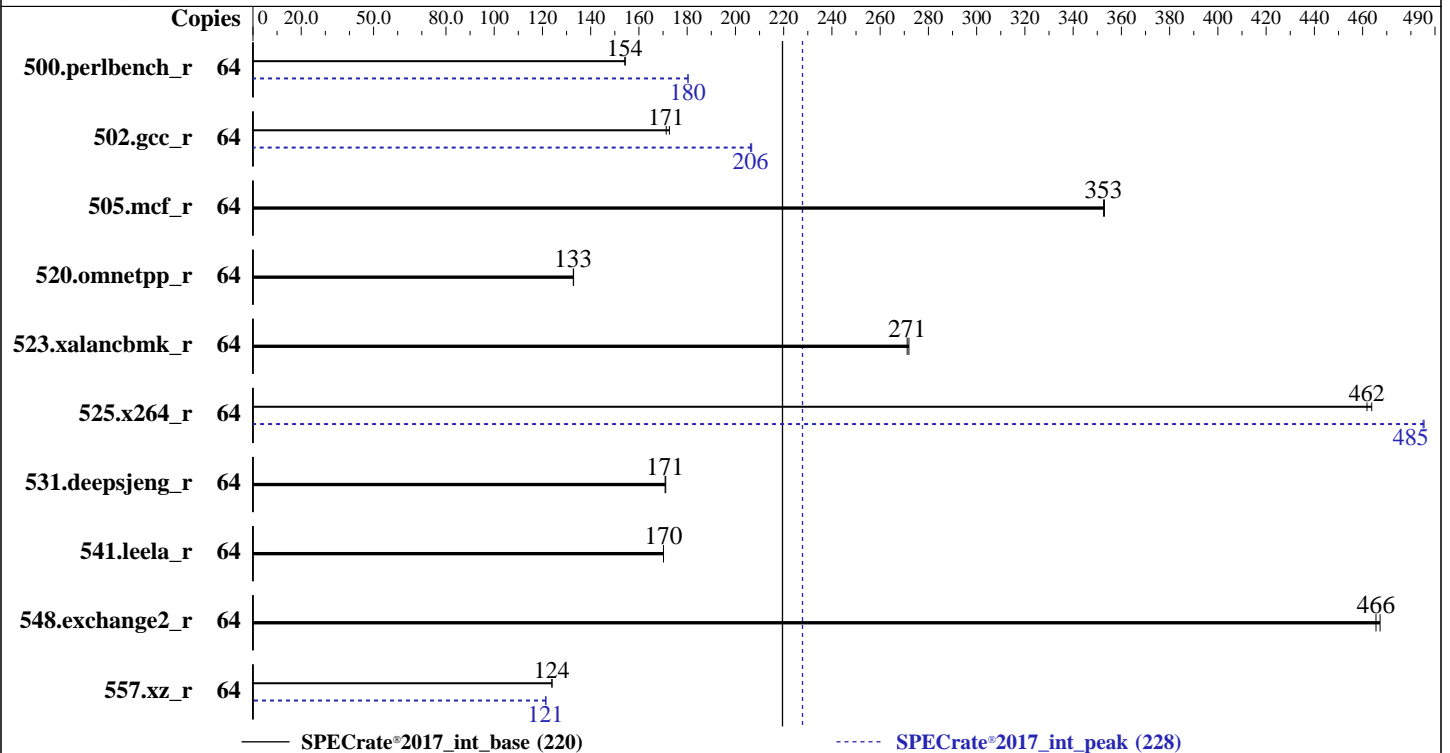 Copies 0 20.0 50.0 80.0 100 120 140 160 180 200 220 240 260 280 300 320 340 360 380 400 420 440 460 490
154
500.perlbench_r 64
180
171
502.gcc_r 64
206
353
505.mcf_r 64
133
520.omnetpp_r 64
271
523.xalancbmk_r 64
462
525.x264_r 64
485
171
531.deepsjeng_r 64
170
541.leela_r 64
466
548.exchange2_r 64
124
557.xz_r 64
121
SPECrate®2017_int_base (220) SPECrate®2017_int_peak (228)